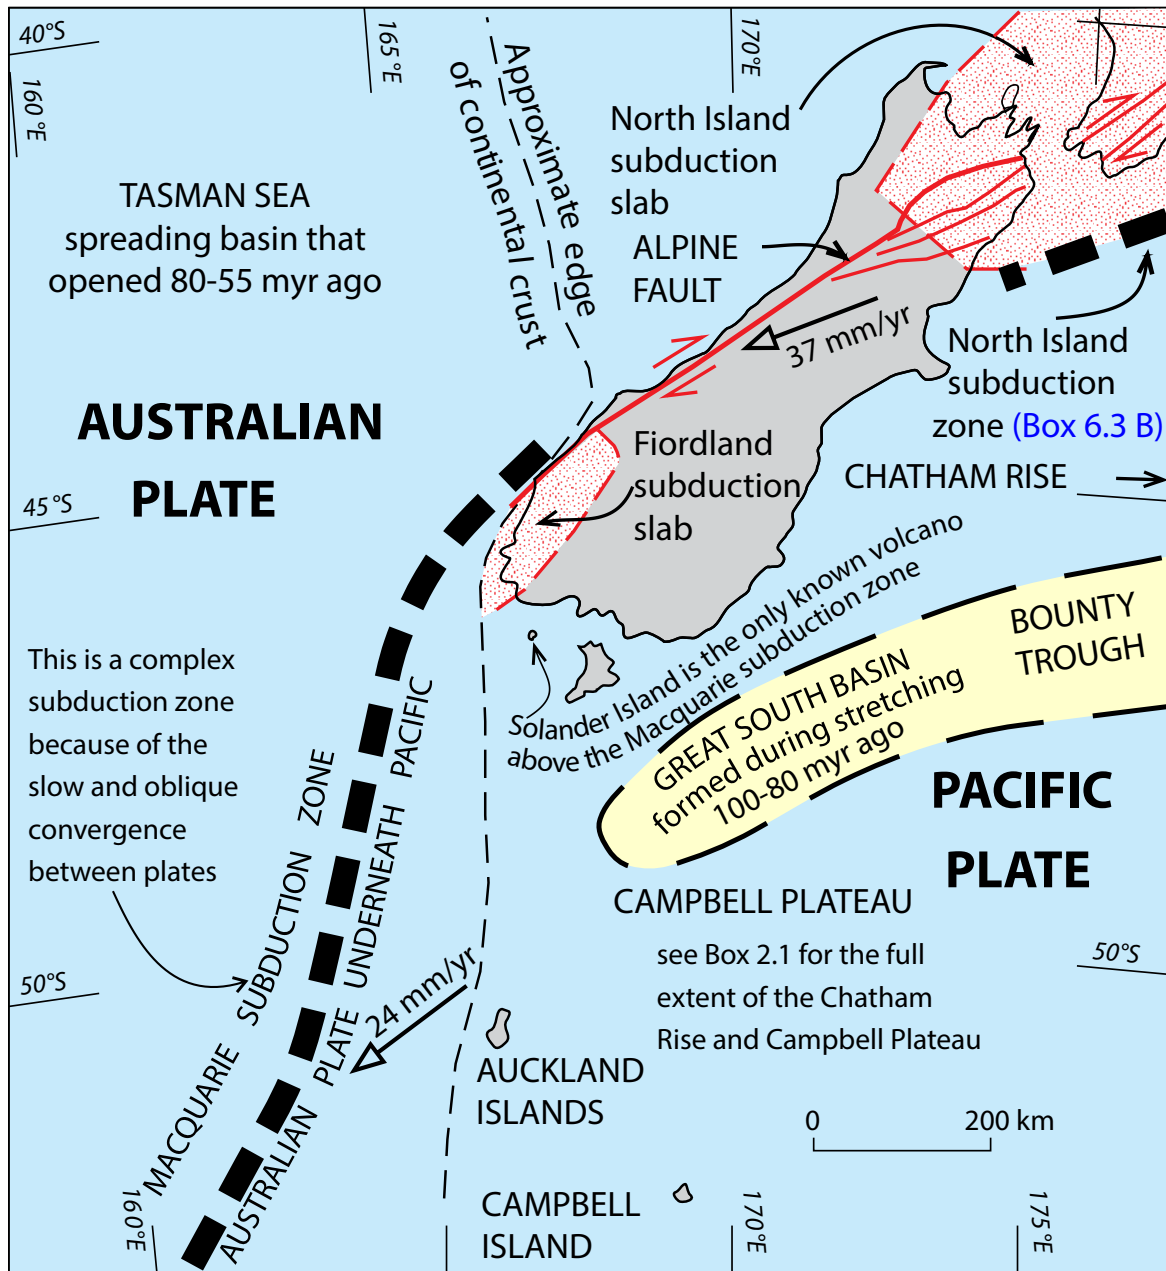 40°S
165 °E
170°E
160 °E
Approximate edge
of continental crust
North Island
subduction
slab
TASMAN SEA
spreading basin that
opened 80-55 myr ago
ALPINE
FAULT
37 mm/yr
North Island
subduction
zone (Box 6.3 B)
AUSTRALIAN
PLATE
Fiordland
subduction
slab
CHATHAM RISE
45 °S
Solander Island is the only known volcano
above the Macquarie subduction zone
BOUNTY
TROUGH
This is a complex
subduction zone
because of the
slow and oblique
convergence
between plates
GREAT SOUTH BASIN
formed during stretching
100-80 myr ago
PACIFIC
PLATE
MACQUARIE SUBDUCTION ZONE
AUSTRALIAN PLATE UNDERNEATH PACIFIC
CAMPBELL PLATEAU
see Box 2.1 for the full
extent of the Chatham
Rise and Campbell Plateau
50°S
50°S
24 mm/yr
AUCKLAND
ISLANDS
0 200 km
CAMPBELL
ISLAND
160°E
170°E
175°E